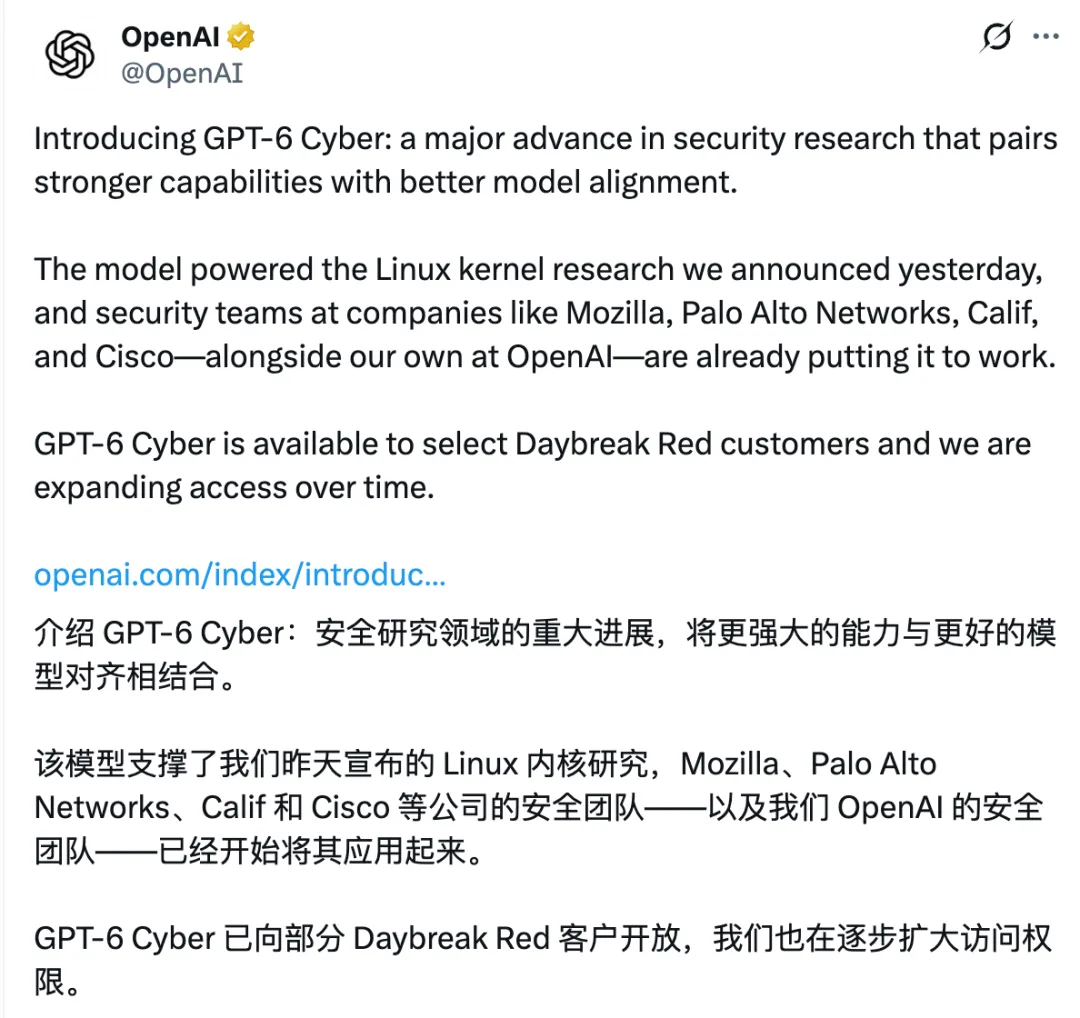 OpenAI
@OpenAI
Introducing GPT-6 Cyber: a major advance in security research that pairs
stronger capabilities with better model alignment.
The model powered the Linux kernel research we announced yesterday,
and security teams at companies like Mozilla, Palo Alto Networks, Calif,
and Cisco—alongside our own at OpenAI—are already putting it to work.
GPT-6 Cyber is available to select Daybreak Red customers and we are
expanding access over time.
openai.com/index/introduc...
介绍 GPT-6 Cyber：安全研究领域的重大进展，将更强大的能力与更好的模
型对齐相结合。
该模型支撑了我们昨天宣布的 Linux 内核研究，Mozilla、Palo Alto
Networks、Calif 和 Cisco 等公司的安全团队——以及我们 OpenAI 的安全
团队——已经开始将其应用起来。
GPT-6 Cyber 已向部分 Daybreak Red 客户开放，我们也在逐步扩大访问权
限。